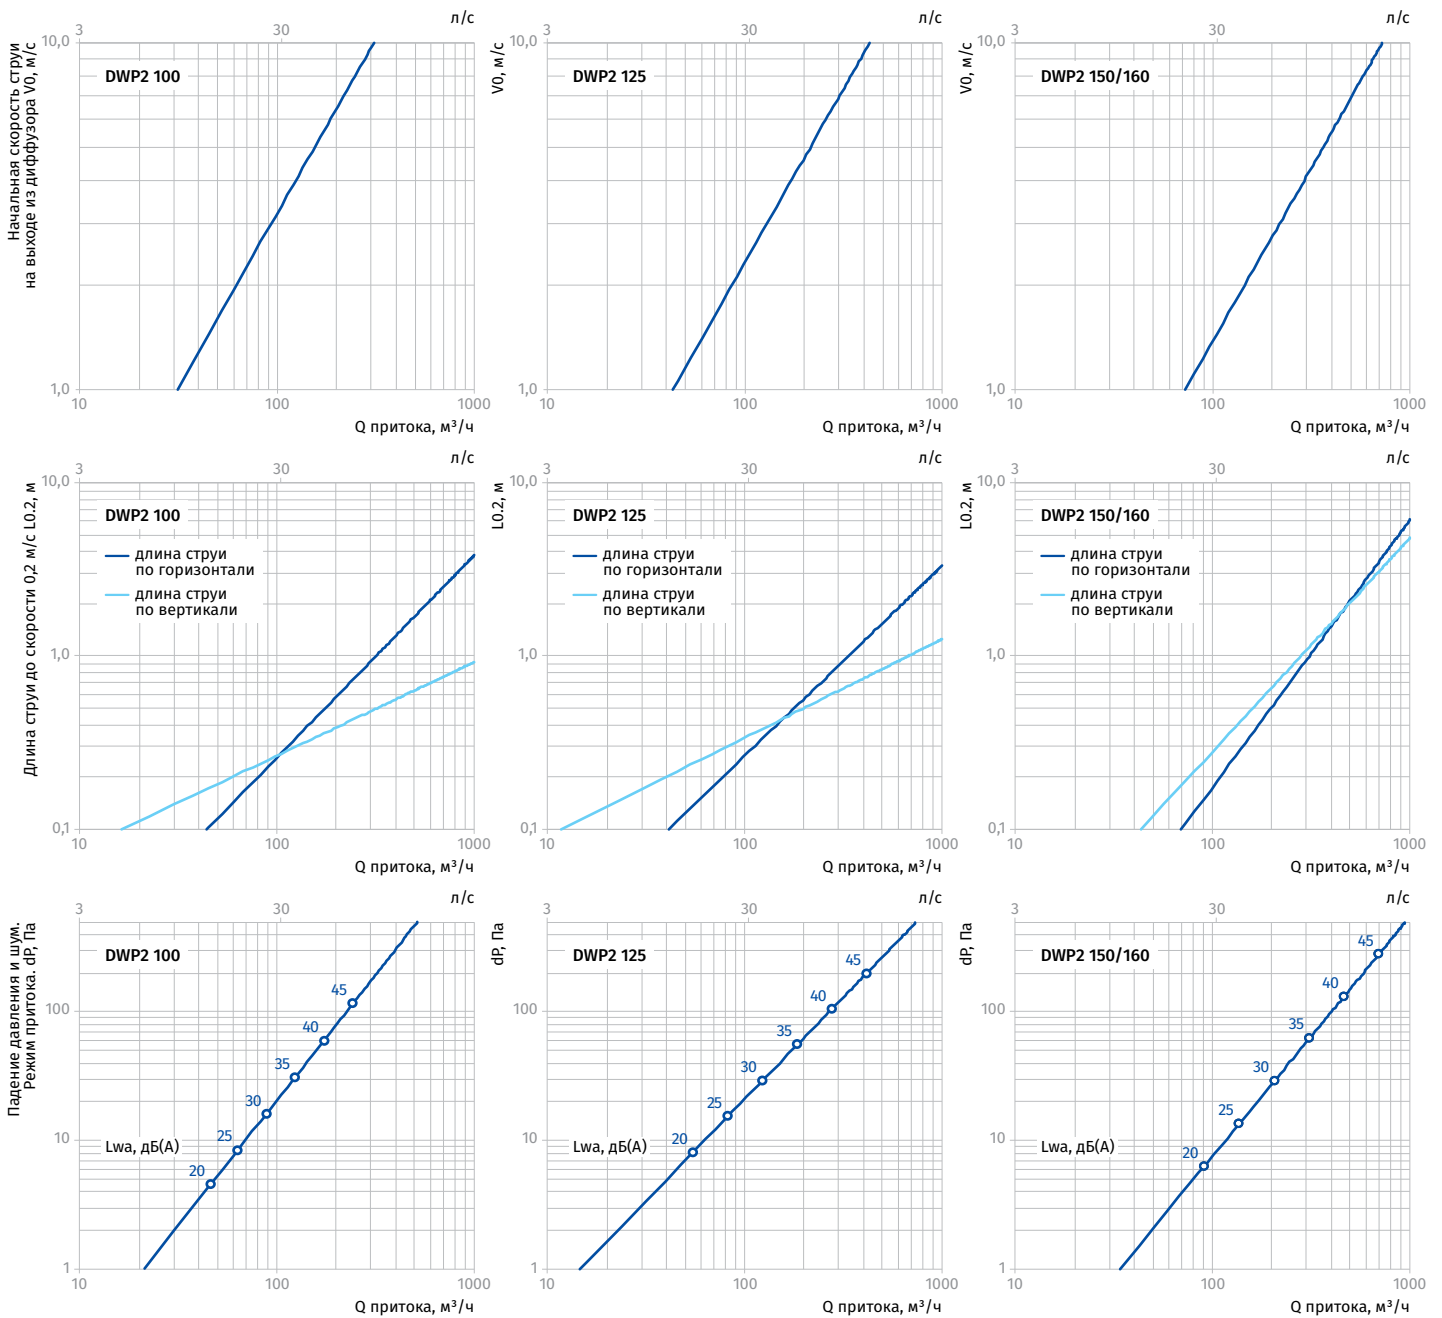 л/с
3
30
10,0
DWP2 100
1,0
10
100
1000
Q притока, м³/ч
Начальная скорость струи
на выходе из диффузора V0, м/с
л/с
3
30
10,0
V0, м/с
DWP2 125
1,0
10
100
1000
Q притока, м³/ч
л/с
3
30
10,0
V0, м/с
DWP2 150/160
1,0
10
100
1000
Q притока, м³/ч
л/с
3
30
10,0
DWP2 100
длина струи
по горизонтали
длина струи
по вертикали
1,0
0,1
10
100
1000
Q притока, м³/ч
Длина струи до скорости 0,2 м/с L0.2, м
л/с
3
30
10,0
L0.2, м
DWP2 125
длина струи
по горизонтали
длина струи
по вертикали
1,0
0,1
10
100
1000
Q притока, м³/ч
л/с
3
30
10,0
L0.2, м
DWP2 150/160
длина струи
по горизонтали
длина струи
по вертикали
1,0
0,1
10
100
1000
Q притока, м³/ч
л/с
3
30
DWP2 100
45
100
40
35
30
25
10
Lwa, дБ(А)
20
1
10
100
1000
Q притока, м³/ч
Падение давления и шум.
Режим притока. dP, Па
л/с
3
30
dP, Па
DWP2 125
45
40
100
35
30
25
20
10
Lwa, дБ(А)
1
10
100
1000
Q притока, м³/ч
л/с
3
30
dP, Па
45
DWP2 150/160
40
100
35
30
25
10
Lwa, дБ(А)
20
1
10
100
1000
Q притока, м³/ч